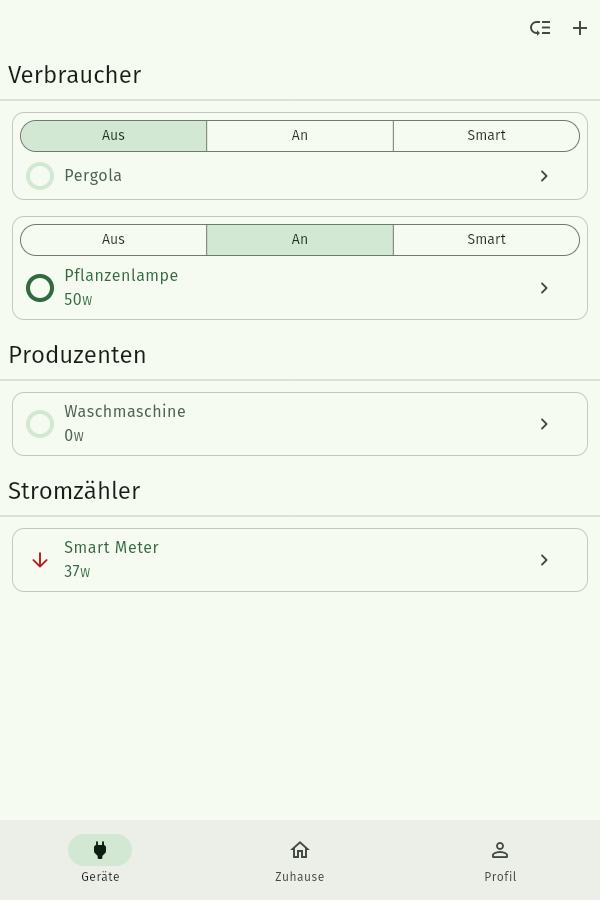 Verbraucher
Aus An Smart
Pergola
Aus An Smart
Pflanzenlampe
50W
Produzenten
Waschmaschine
0W
Stromzähler
Smart Meter
37W
Geräte Zuhause Profil